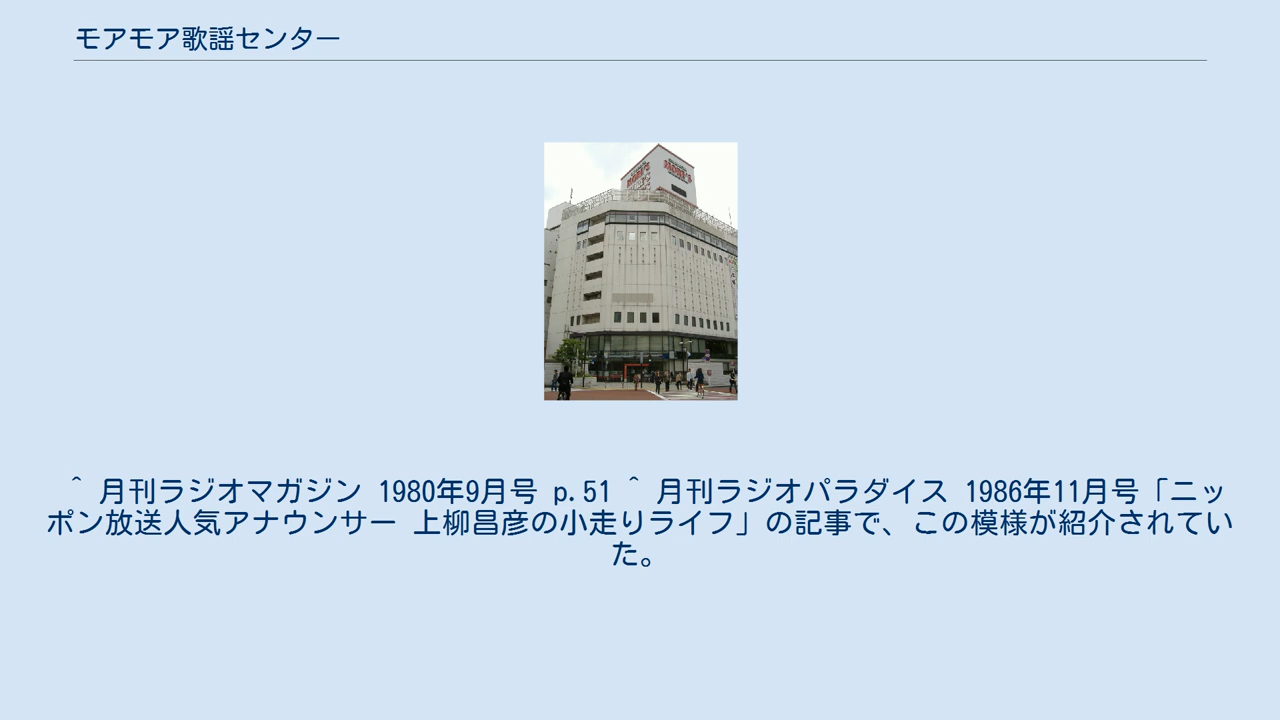 モアモア歌謡センター
MORE'S
MORE'S
^ 月刊ラジオマガジン 1980年9月号 p.51 ^ 月刊ラジオパラダイス 1986年11月号「ニッ
ポン放送人気アナウンサー 上柳昌彦の小走りライフ」の記事で、この模様が紹介されてい
た。